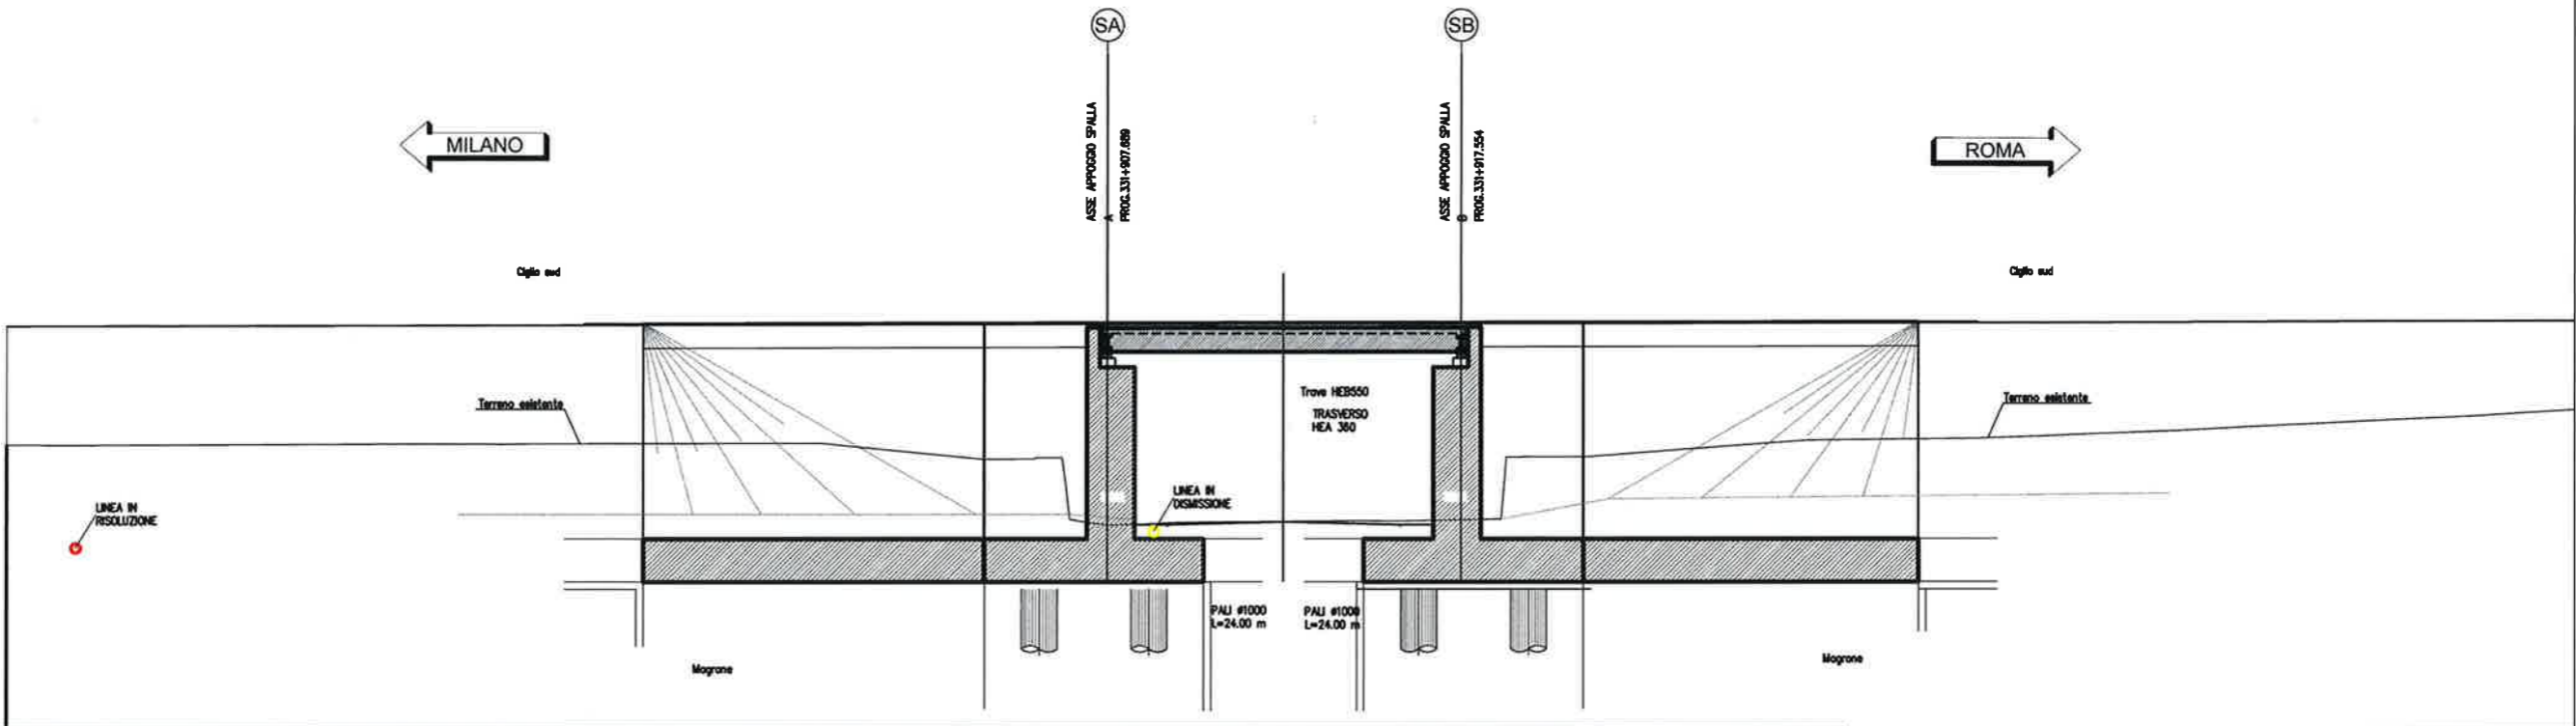 SA
SB
ASSE APPOGGIO SPALLA
A
PROG.331+907.689
ASSE APPOGGIO SPALLA
B
PROG.331+917.554
MILANO
ROMA
Ciglio sud
Ciglio sud
Trave HEB550
TRASVERSO
HEA 360
Terreno esistente
Terreno esistente
LINEA IN
RISOLUZIONE
LINEA IN
DISMISSIONE
PALI ø1000
L=24.00 m
PALI ø1000
L=24.00 m
Magrone
Magrone